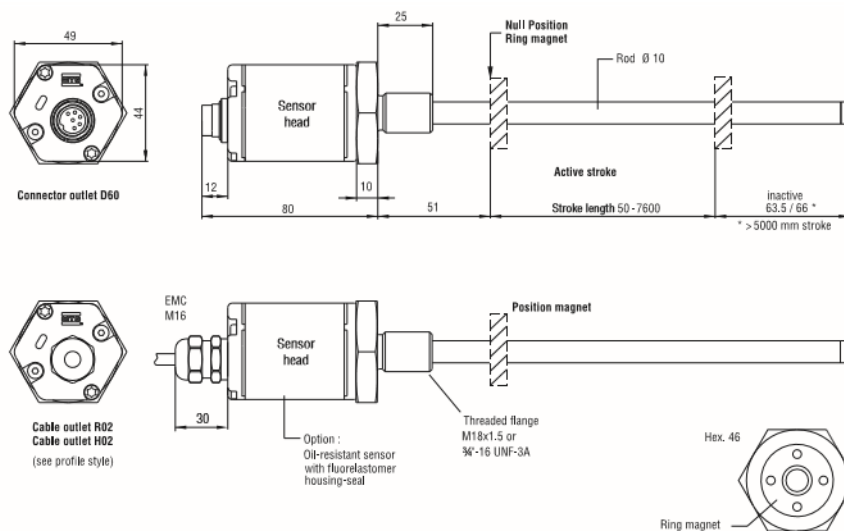 49
44
Connector outlet D60
25
Null Position
Ring magnet
Rod Ø 10
Sensor
head
12
10
80
51
Active stroke
Stroke length 50 - 7600
inactive
63.5 / 66 *
* >5000 mm stroke
EMC
M16
Sensor
head
Position magnet
30
Cable outlet R02
Cable outlet H02
(see profile style)
Option :
Oil-resistant sensor
with fluorelastomer
housing-seal
Threaded flange
M18x1.5 or
¾"-16 UNF-3A
Hex. 46
Ring magnet